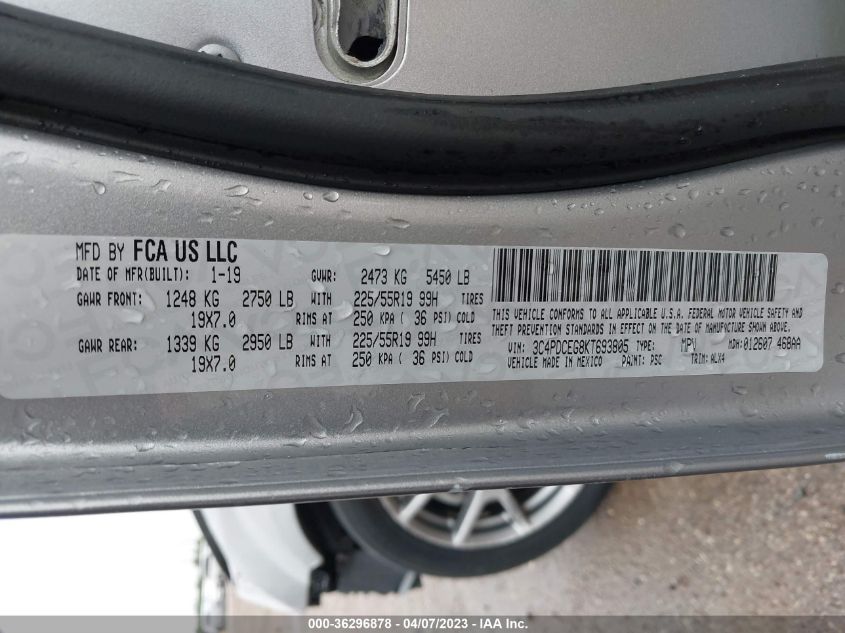 MFD BY FCA US LLC
DATE OF MFR(BUILT): 1-19 GVWR: 2473 KG 5450 LB
GAWR FRONT: 1248 KG 2750 LB WITH 225/55R19 99H TIRES
19X7.0 RIMS AT 250 KPA ( 36 PSI) COLD
GAWR REAR: 1339 KG 2950 LB WITH 225/55R19 99H TIRES
19X7.0 RIMS AT 250 KPA ( 36 PSI) COLD
THIS VEHICLE CONFORMS TO ALL APPLICABLE U.S.A. FEDERAL MOTOR VEHICLE SAFETY AND
THEFT PREVENTION STANDARDS IN EFFECT ON THE DATE OF MANUFACTURE SHOWN ABOVE.
VIN: 3C4PDCEG8KT693805 TYPE: MPV MDH: 012607 468AA
VEHICLE MADE IN MEXICO PAINT: PSC TRIM: ALX4
000-36296878 - 04/07/2023 - IAA Inc.